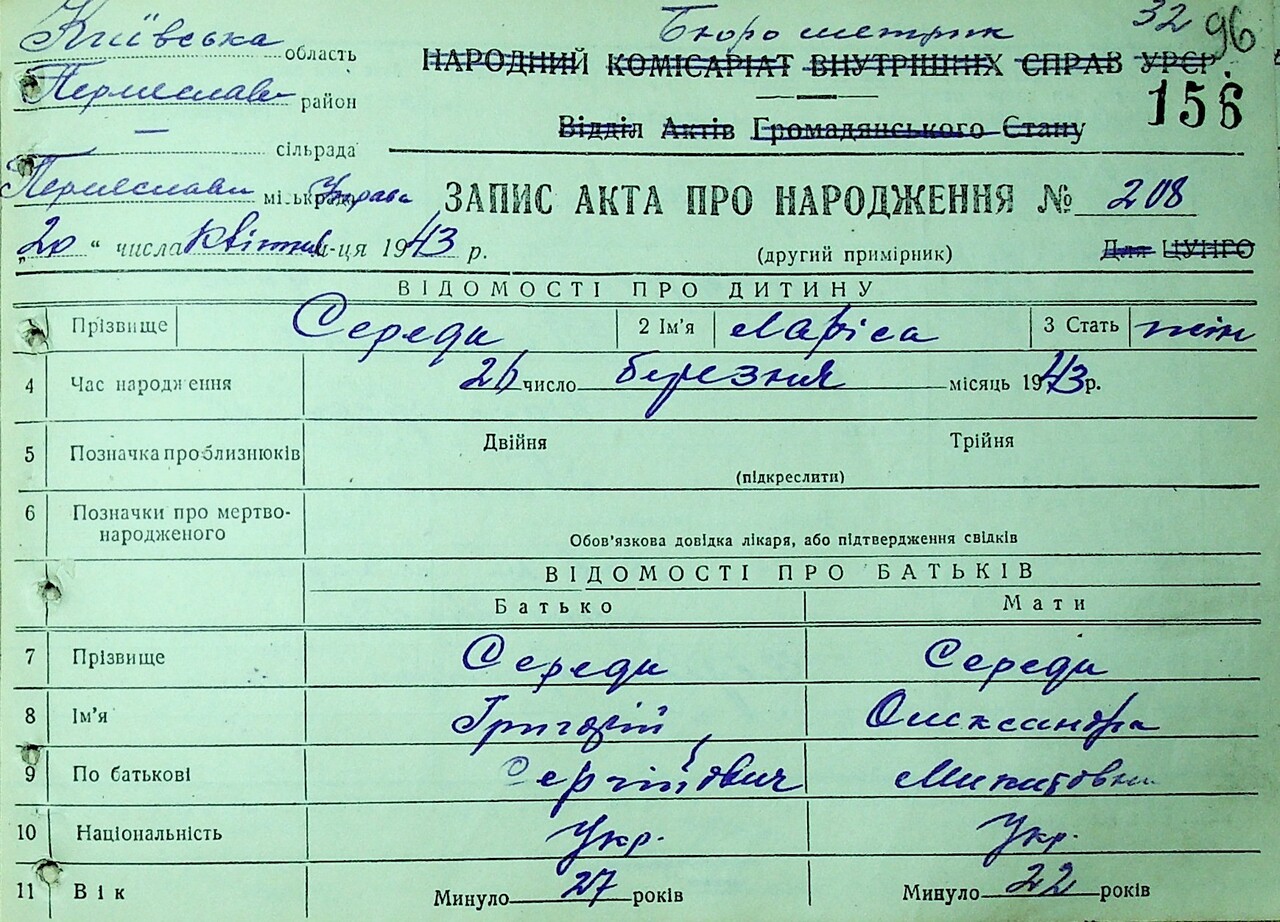 Київська область
Переяслав район
— сільрада
Переяслави міськрада Управа
„20" числа Квітня м-ця 1943 р.
Бюро метрик
32 96
НАРОДНИЙ КОМІСАРІАТ ВНУТРІШНІХ СПРАВ УРСР.
156
Відділ Актів Громадянського Стану
ЗАПИС АКТА ПРО НАРОДЖЕННЯ № 208
(другий примірник) Для ЦУНГО
ВІДОМОСТІ ПРО ДИТИНУ
Прізвище Середа 2 Ім'я Ларіса 3 Стать жін
4 Час народження 26 число березня місяць 1943 р.
5 Позначка про близнюків Двійня Трійня
(підкреслити)
6 Позначки про мертво-
народженого
Обов'язкова довідка лікаря, або підтвердження свідків
ВІДОМОСТІ ПРО БАТЬКІВ
Батько Мати
7 Прізвище Середа Середа
8 Ім'я Григорій Олександра
9 По батькові Сергійович Микитовна
10 Національність Укр. Укр.
11 Вік Минуло 27 років Минуло 22 років